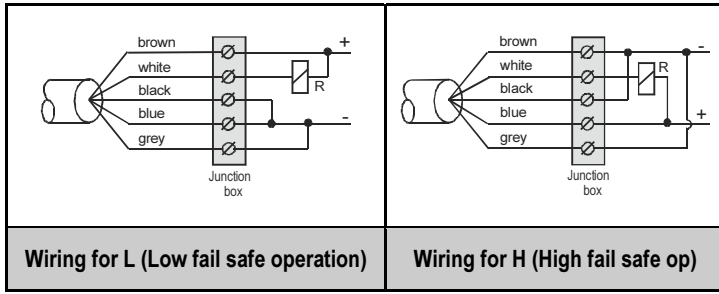 brown
white
black
blue
grey
+
R
-
Junction
box
brown
white
black
blue
grey
-
R
+
Junction
box
Wiring for L (Low fail safe operation)
Wiring for H (High fail safe op)